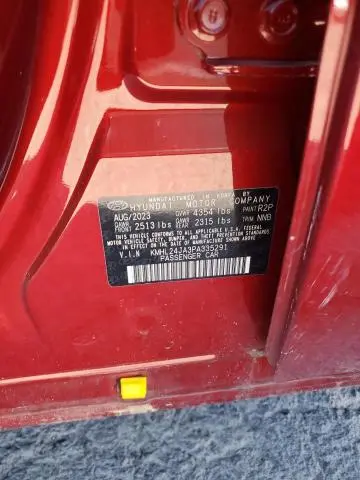 MANUFACTURED IN KOREA BY
HYUNDAI MOTOR COMPANY
AUG/2023 GVWR 4354 lbs PAINT R2P
GAWR FRONT 2513 lbs GAWR REAR 2315 lbs TRIM NNB
THIS VEHICLE CONFORMS TO ALL APPLICABLE U.S.A. FEDERAL
MOTOR VEHICLE SAFETY, BUMPER, AND THEFT PREVENTION
STANDARDS IN EFFECT ON THE DATE OF MANUFACTURE SHOWN ABOVE.
V.I.N KMHL24JA3PA335291
PASSENGER CAR